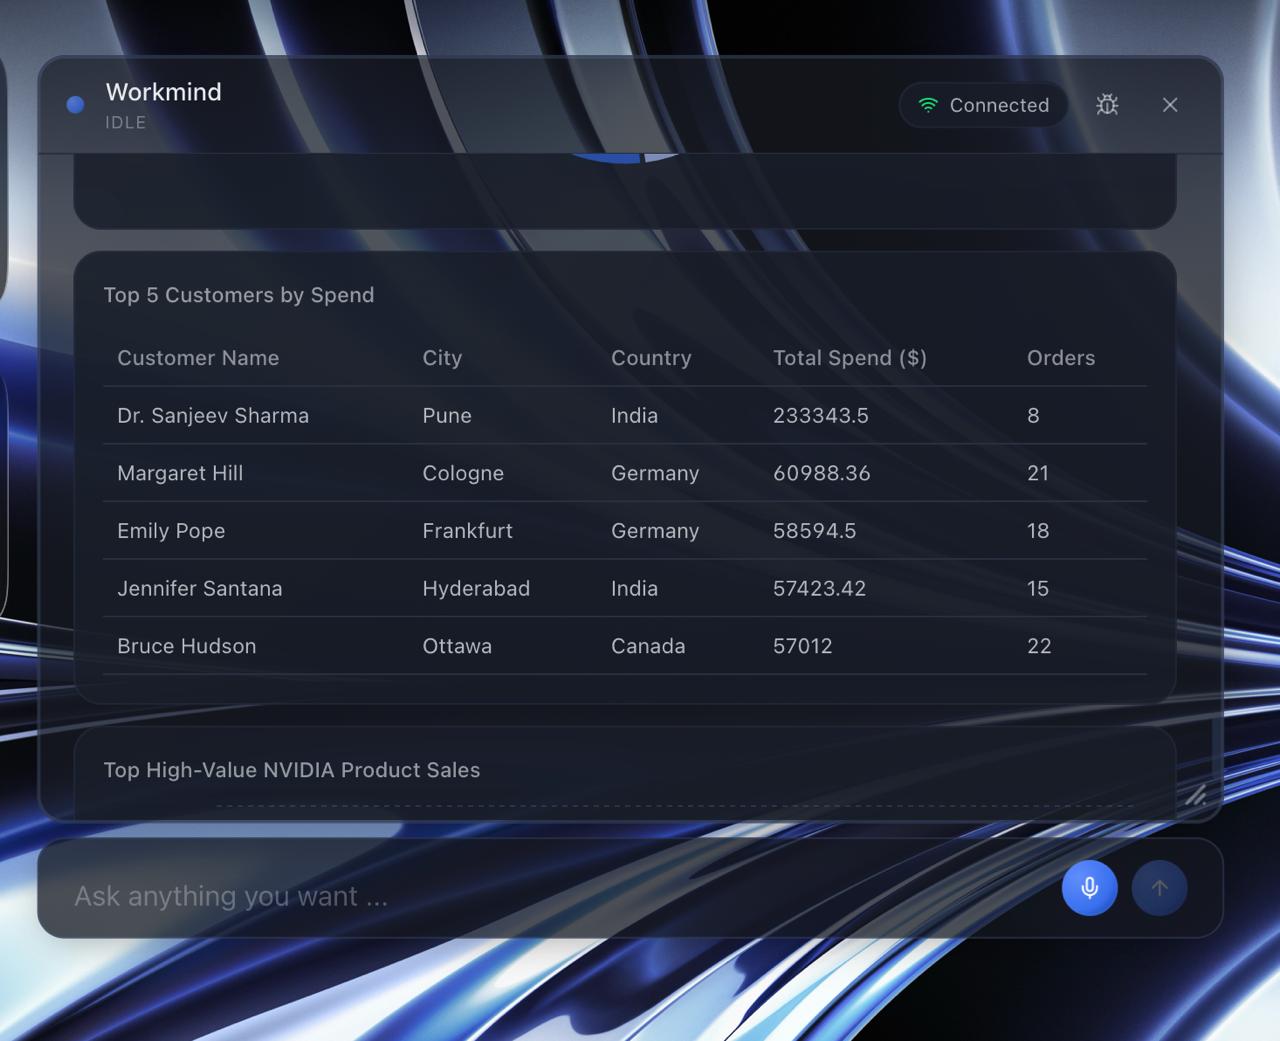 Workmind
IDLE
Connected
Top 5 Customers by Spend
Customer Name City Country Total Spend ($) Orders
Dr. Sanjeev Sharma Pune India 233343.5 8
Margaret Hill Cologne Germany 60988.36 21
Emily Pope Frankfurt Germany 58594.5 18
Jennifer Santana Hyderabad India 57423.42 15
Bruce Hudson Ottawa Canada 57012 22
Top High-Value NVIDIA Product Sales
Ask anything you want ...